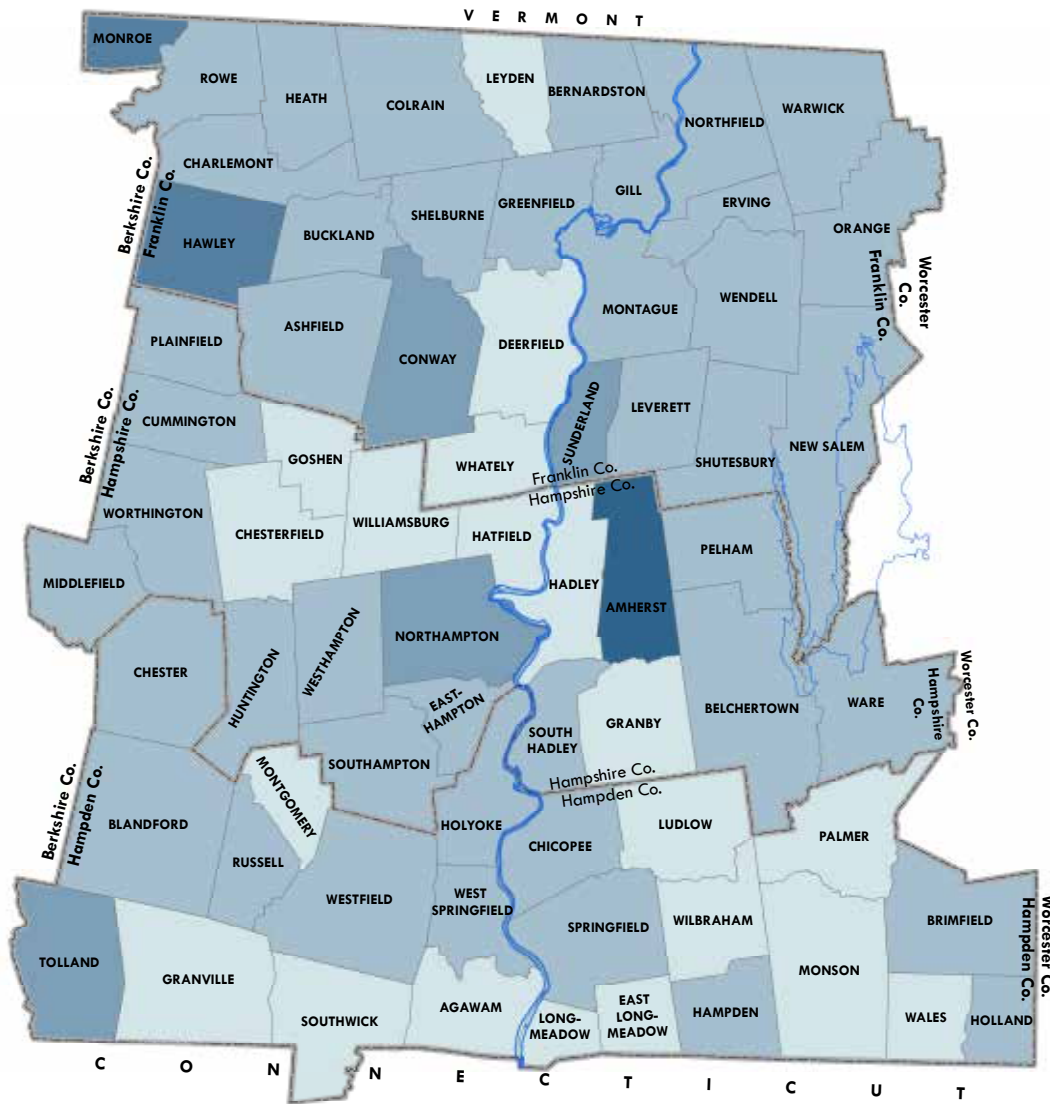 VERMONT
MONROE
ROWE
HEATH
COLRAIN
LEYDEN
BERNARDSTON
NORTHFIELD
WARWICK
CHARLEMONT
Berkshire Co.
Franklin Co.
HAWLEY
BUCKLAND
SHELBURNE
GREENFIELD
GILL
ERVING
ORANGE
Franklin Co.
Worcester
Co.
PLAINFIELD
ASHFIELD
CONWAY
DEERFIELD
MONTAGUE
WENDELL
Berkshire Co.
Hampshire Co.
CUMMINGTON
GOSHEN
WHATELY
SUNDERLAND
LEVERETT
SHUTESBURY
NEW SALEM
Franklin Co.
Hampshire Co.
WORTHINGTON
CHESTERFIELD
WILLIAMSBURG
HATFIELD
HADLEY
AMHERST
PELHAM
MIDDLEFIELD
CHESTER
HUNTINGTON
WESTHAMPTON
NORTHAMPTON
EAST-
HAMPTON
SOUTH
HADLEY
GRANBY
BELCHERTOWN
WARE
Hampshire
Co.
Worcester Co.
SOUTHAMPTON
Hampshire Co.
Hampden Co.
Berkshire Co.
Hampden Co.
BLANDFORD
MONTGOMERY
RUSSELL
HOLYOKE
CHICOPEE
LUDLOW
PALMER
WESTFIELD
WEST
SPRINGFIELD
SPRINGFIELD
WILBRAHAM
MONSON
BRIMFIELD
Hampden Co.
Worcester Co.
TOLLAND
GRANVILLE
SOUTHWICK
AGAWAM
LONG-
MEADOW
EAST
LONG-
MEADOW
HAMPDEN
WALES
HOLLAND
CONNECTICUT